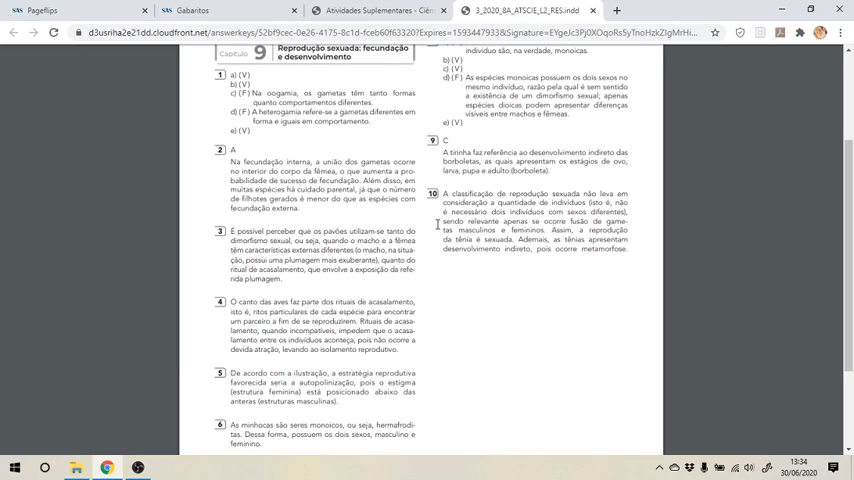 Pageflips
Gabaritos
Atividades Suplementares – Ciên
3_2020_8A_ATSCIE_L2_RES.indd
d3usriha2e21dd.cloudfront.net/answerkeys/52bf9cec-0e26-4175-8c1d-fceb60f63320?Expires=1593447933&Signature=
Capítulo 9 Reprodução sexuada: fecundação
e desenvolvimento
1 a) (V)
b) (V)
c) (F) Na oogamia, os gametas têm tanto formas
quanto comportamentos diferentes.
d) (F) A heterogamia refere-se a gametas diferentes em
forma e iguais em comportamento.
e) (V)
2 A
Na fecundação interna, a união dos gametas ocorre
no interior do corpo da fêmea, o que aumenta a pro-
babilidade de sucesso de fecundação. Além disso, em
muitas espécies há cuidado parental, já que o número
de filhotes gerados é menor do que as espécies com
fecundação externa.
3 É possível perceber que os pavões utilizam-se tanto do
dimorfismo sexual, ou seja, quando o macho e a fêmea
têm características externas diferentes (o macho, na situa-
ção, possui uma plumagem mais exuberante), quanto do
ritual de acasalamento, que envolve a exposição da refe-
rida plumagem.
4 O canto das aves faz parte dos rituais de acasalamento,
isto é, ritos particulares de cada espécie para encontrar
um parceiro a fim de se reproduzirem. Rituais de acasa-
lamento, quando incompatíveis, impedem que o acasa-
lamento entre os indivíduos aconteça, pois não ocorre a
devida atração, levando ao isolamento reprodutivo.
5 De acordo com a ilustração, a estratégia reprodutiva
favorecida seria a autopolinização, pois o estigma
(estrutura feminina) está posicionado abaixo das
anteras (estruturas masculinas).
6 As minhocas são seres monoicos, ou seja, hermafrodi-
tas. Dessa forma, possuem os dois sexos, masculino e
feminino.
indivíduo são, na verdade, monoicas.
b) (V)
c) (V)
d) (F) As espécies monoicas possuem os dois sexos no
mesmo indivíduo, razão pela qual é sem sentido
a existência de um dimorfismo sexual; apenas
espécies dioicas podem apresentar diferenças
visíveis entre machos e fêmeas.
e) (V)
9 C
A tirinha faz referência ao desenvolvimento indireto das
borboletas, as quais apresentam os estágios de ovo,
larva, pupa e adulto (borboleta).
10 A classificação de reprodução sexuada não leva em
consideração a quantidade de indivíduos (isto é, não
é necessário dois indivíduos com sexos diferentes),
sendo relevante apenas se ocorre fusão de game-
tas masculinos e femininos. Assim, a reprodução
da tênia é sexuada. Ademais, as tênias apresentam
desenvolvimento indireto, pois ocorre metamorfose.
13:34
30/06/2020